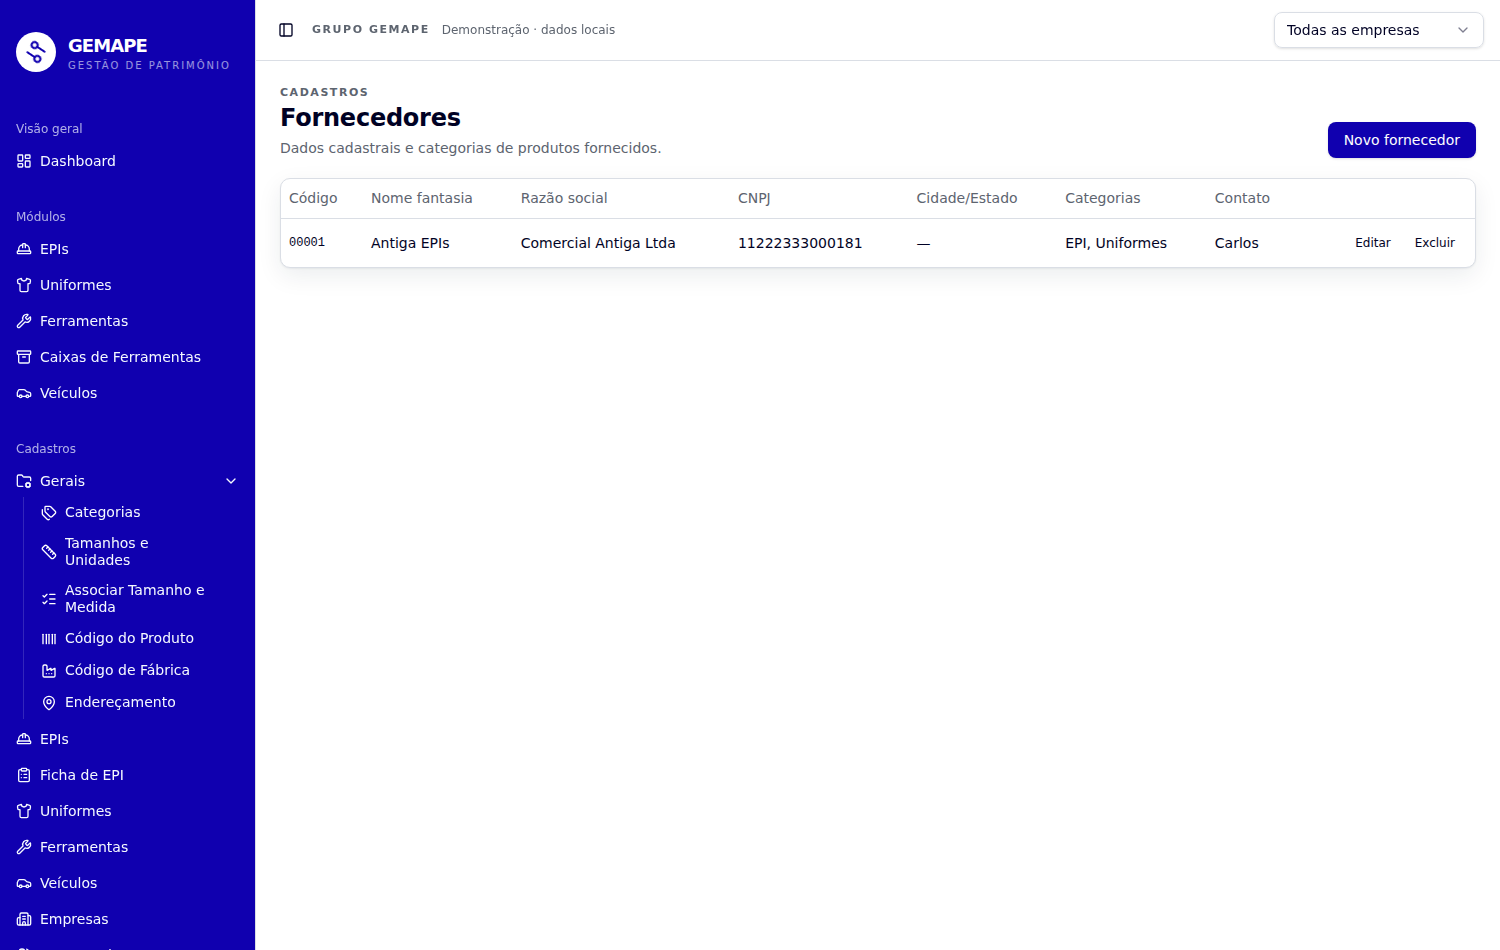 GEMAPE
GESTÃO DE PATRIMÔNIO
Visão geral
Dashboard
Módulos
EPIs
Uniformes
Ferramentas
Caixas de Ferramentas
Veículos
Cadastros
Gerais
Categorias
Tamanhos e
Unidades
Associar Tamanho e
Medida
Código do Produto
Código de Fábrica
Endereçamento
EPIs
Ficha de EPI
Uniformes
Ferramentas
Veículos
Empresas
GRUPO GEMAPE Demonstração · dados locais
Todas as empresas
CADASTROS
Fornecedores
Dados cadastrais e categorias de produtos fornecidos.
Novo fornecedor
Código Nome fantasia Razão social CNPJ Cidade/Estado Categorias Contato
00001 Antiga EPIs Comercial Antiga Ltda 11222333000181 — EPI, Uniformes Carlos Editar Excluir